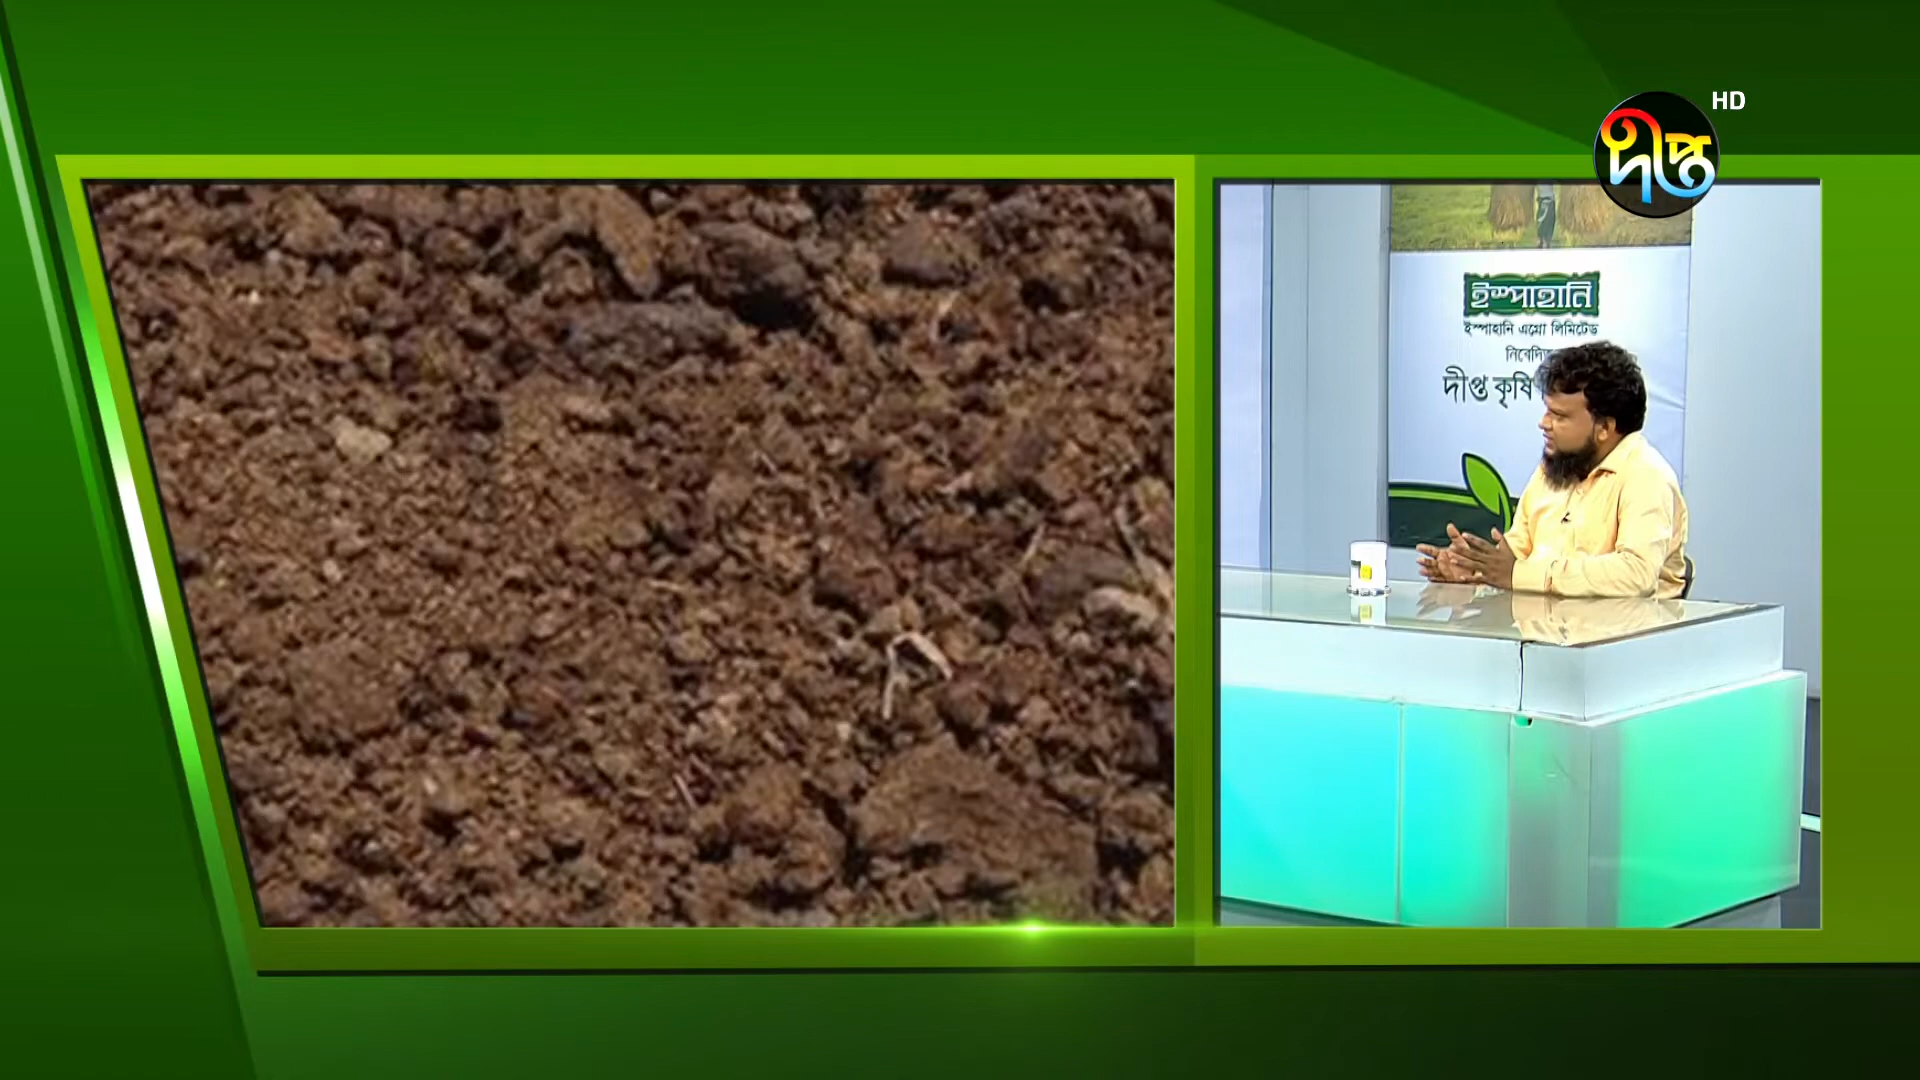 HD
দীপ্ত
ইস্পাহানি
ইস্পাহানি এগ্রো লিমিটেড
দীপ্ত কৃষি